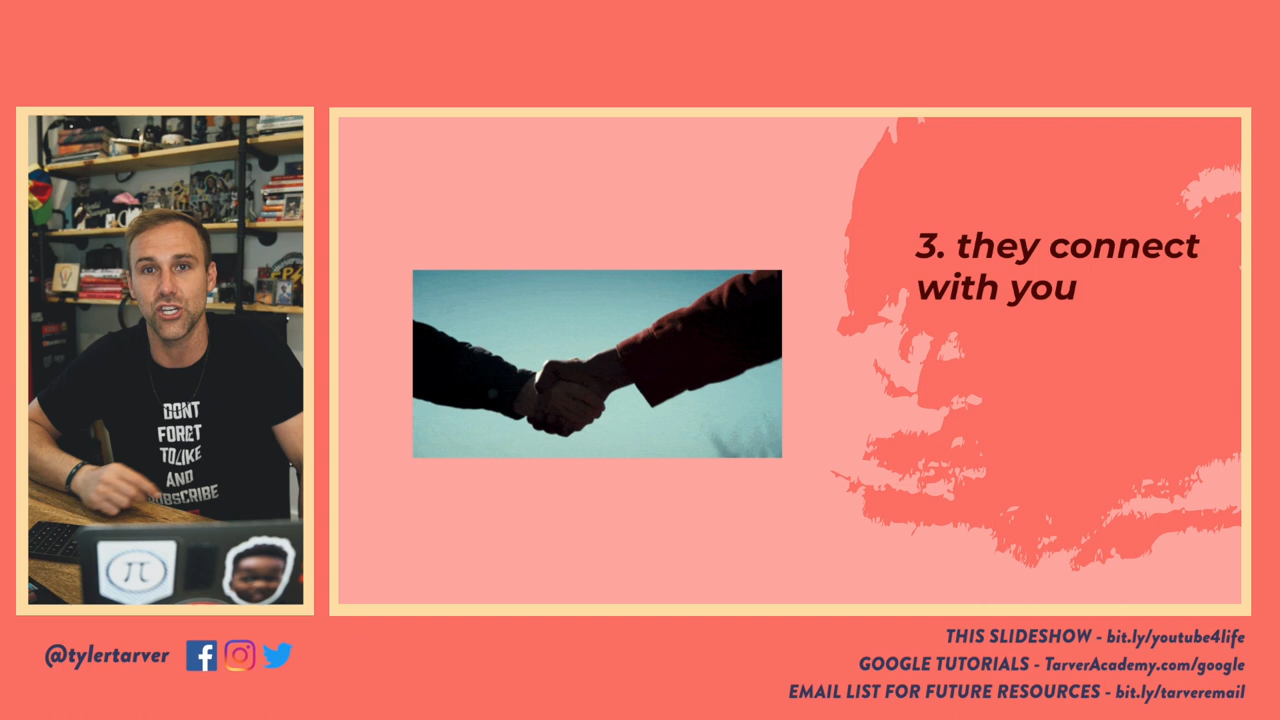 DONT
FORGET
TO LIKE
AND
SUBSCRIBE
π
3. they connect
with you
@tylertarver
THIS SLIDESHOW - bit.ly/youtube4life
GOOGLE TUTORIALS - TarverAcademy.com/google
EMAIL LIST FOR FUTURE RESOURCES - bit.ly/tarveremail